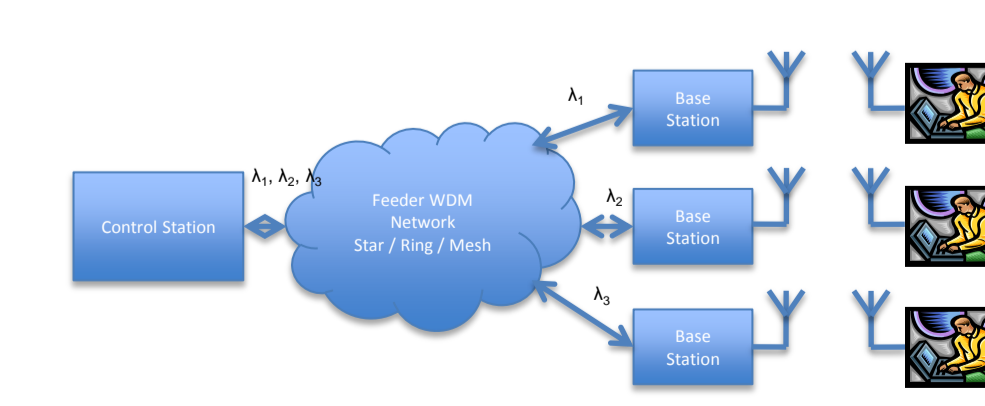 λ1
Base
Station
λ1, λ2, λ3
Control Station
Feeder WDM
Network
Star / Ring / Mesh
λ2
Base
Station
λ3
Base
Station